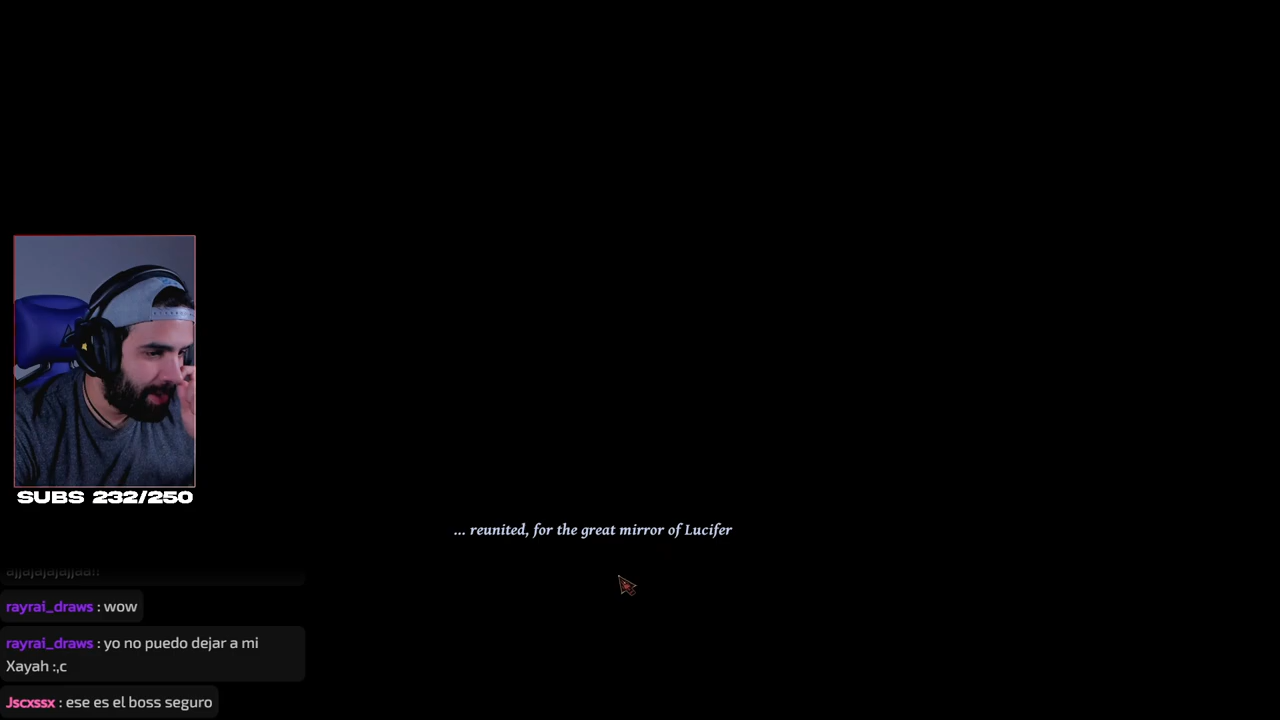 SUBS 232/250
... reunited, for the great mirror of Lucifer
rayrai_draws : wow
rayrai_draws : yo no puedo dejar a mi
Xayah :,c
Jscxssx : ese es el boss seguro